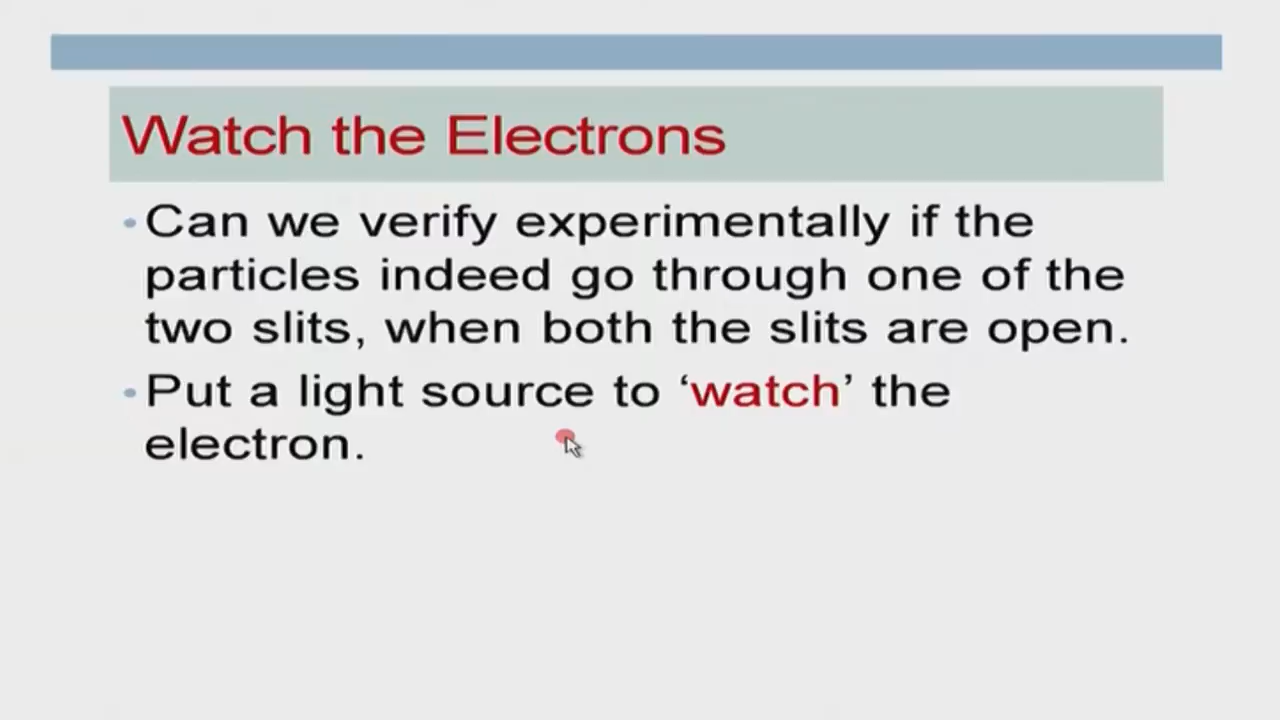 Watch the Electrons
• Can we verify experimentally if the
particles indeed go through one of the
two slits, when both the slits are open.
• Put a light source to ‘watch’ the
electron.